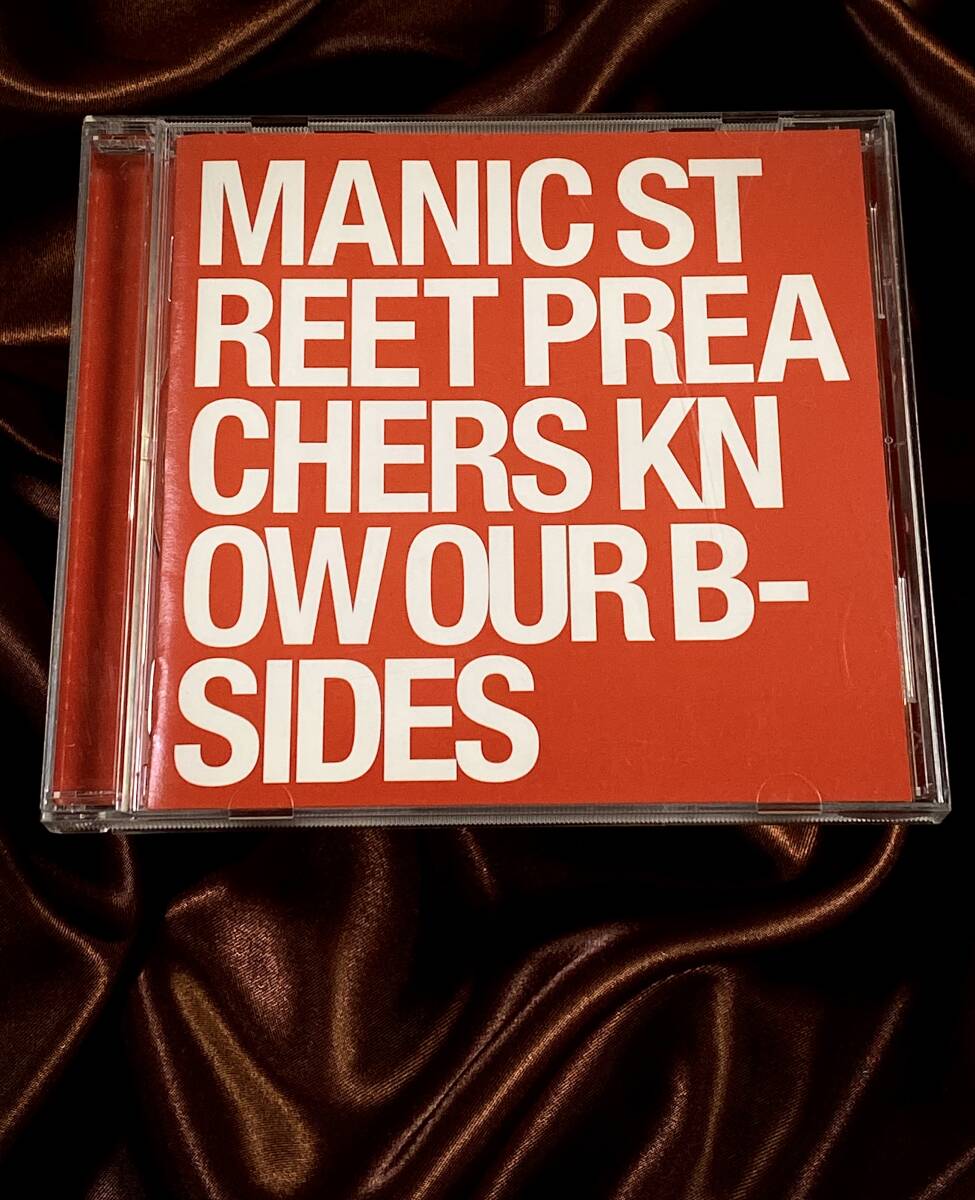 MANIC ST
REET PREA
CHERS KN
OW OUR B-
SIDES